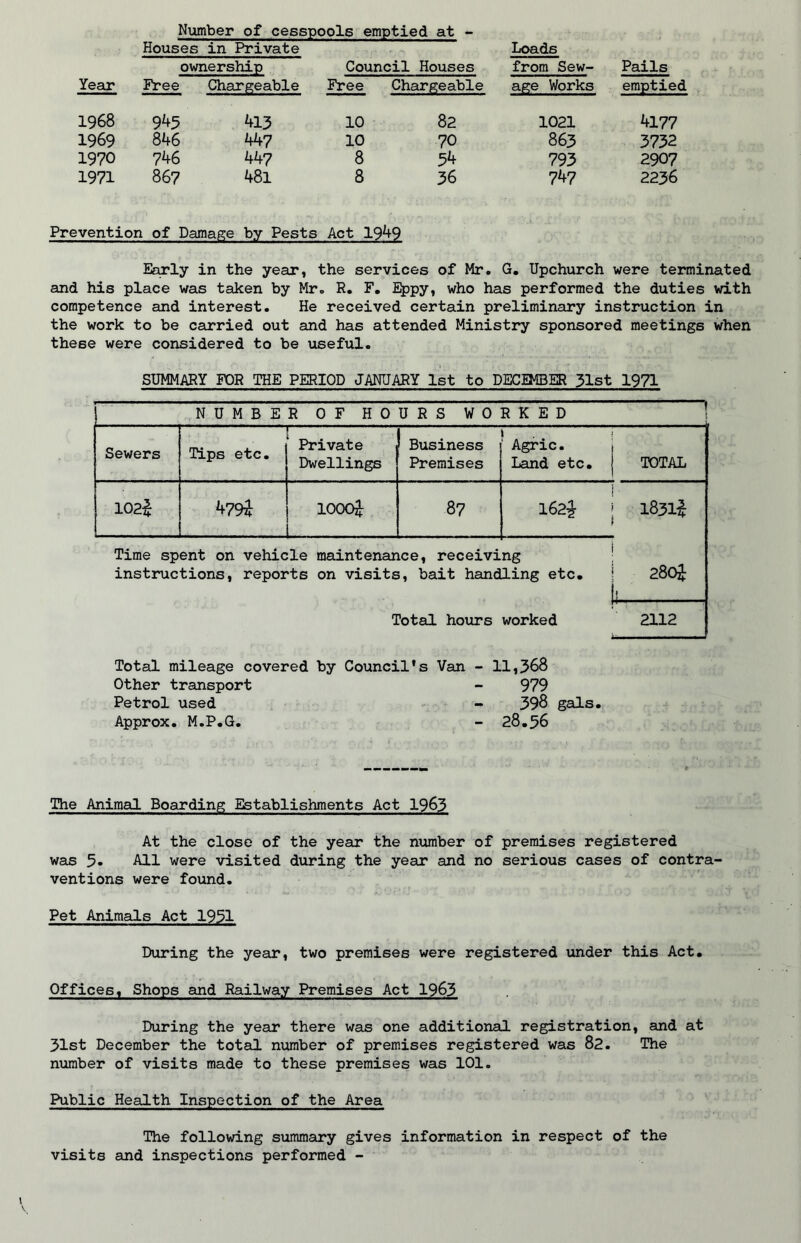 Number of cesspools emptied at -
Houses in Private Loads
ownership Council Houses from Sew- Pails
Year Free Chargeable Free Chargeable age Works emptied
1968 945 413 10 82 1021 4177
1969 846 447 10 70 863 3732
1970 746 447 8 54 793 2907
1971 867 481 8 36 747 2236
Prevention of Damage by Pests Act 1949
Early in the year, the services of Mr. G. Upchurch were terminated
and his place was taken by Mr. R. F. Eppy, who has performed the duties with
competence and interest. He received certain preliminary instruction in
the work to be carried out and has attended Ministry sponsored meetings when
these were considered to be useful.
SUMMARY FOR THE PERIOD JANUARY 1st to DECEMBER 31st 1971
NUMBER OF HOURS WORKED
Sewers Tips etc. Private Business Agric.
Dwellings Premises Land etc. TOTAL
102¾ 479¼ 1000¼ 87 162½ 1831¾
Time spent on vehicle maintenance, receiving
instructions, reports on visits, bait handling etc. 280¼
Total hours worked 2112
Total mileage covered by Council's Van - 11,368
Other transport - 979
Petrol used - 398 gals.
Approx. M.P.G. - 28.56
The Animal Boarding Establishments Act 1963
At the close of the year the number of premises registered
was 5. All were visited during the year and no serious cases of contra-
ventions were found.
Pet Animals Act 1951
During the year, two premises were registered under this Act.
Offices, Shops and Railway Premises Act 1963
During the year there was one additional registration, and at
31st December the total number of premises registered was 82. The
number of visits made to these premises was 101.
Public Health Inspection of the Area
The following summary gives information in respect of the
visits and inspections performed -